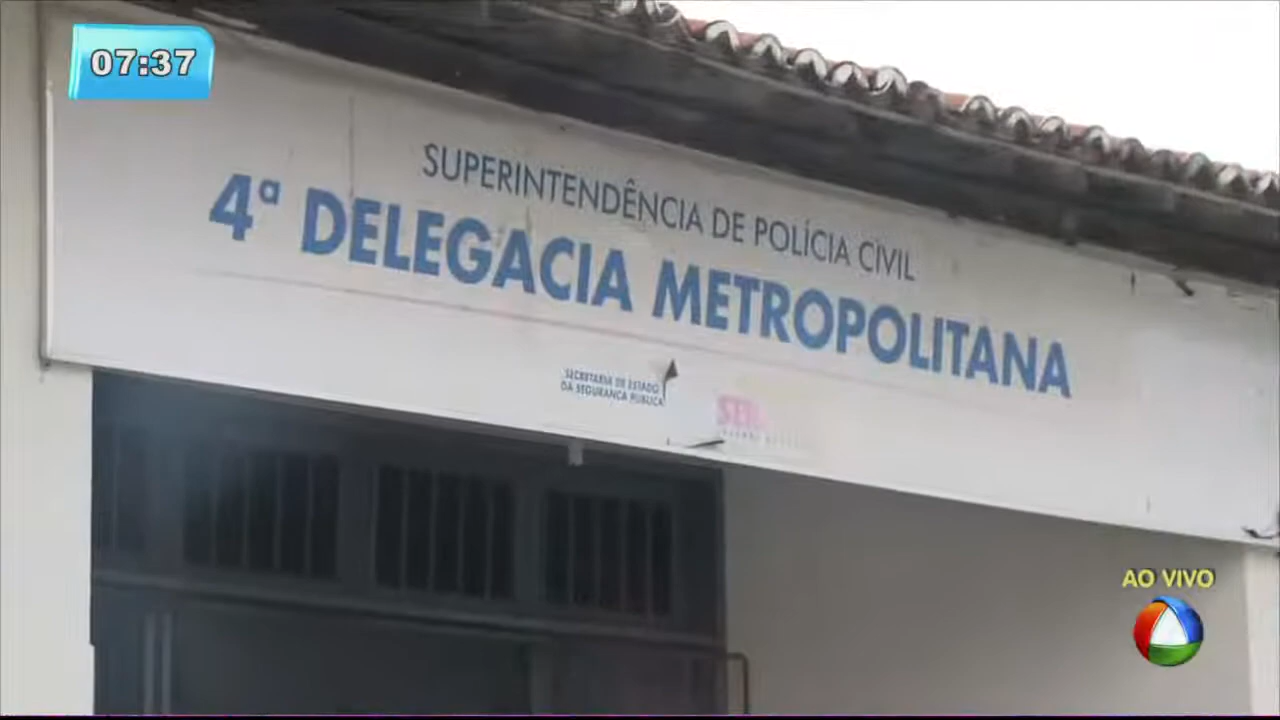 07:37
SUPERINTENDÊNCIA DE POLÍCIA CIVIL
4ª DELEGACIA METROPOLITANA
SECRETARIA DE ESTADO
DA SEGURANÇA PÚBLICA
AO VIVO